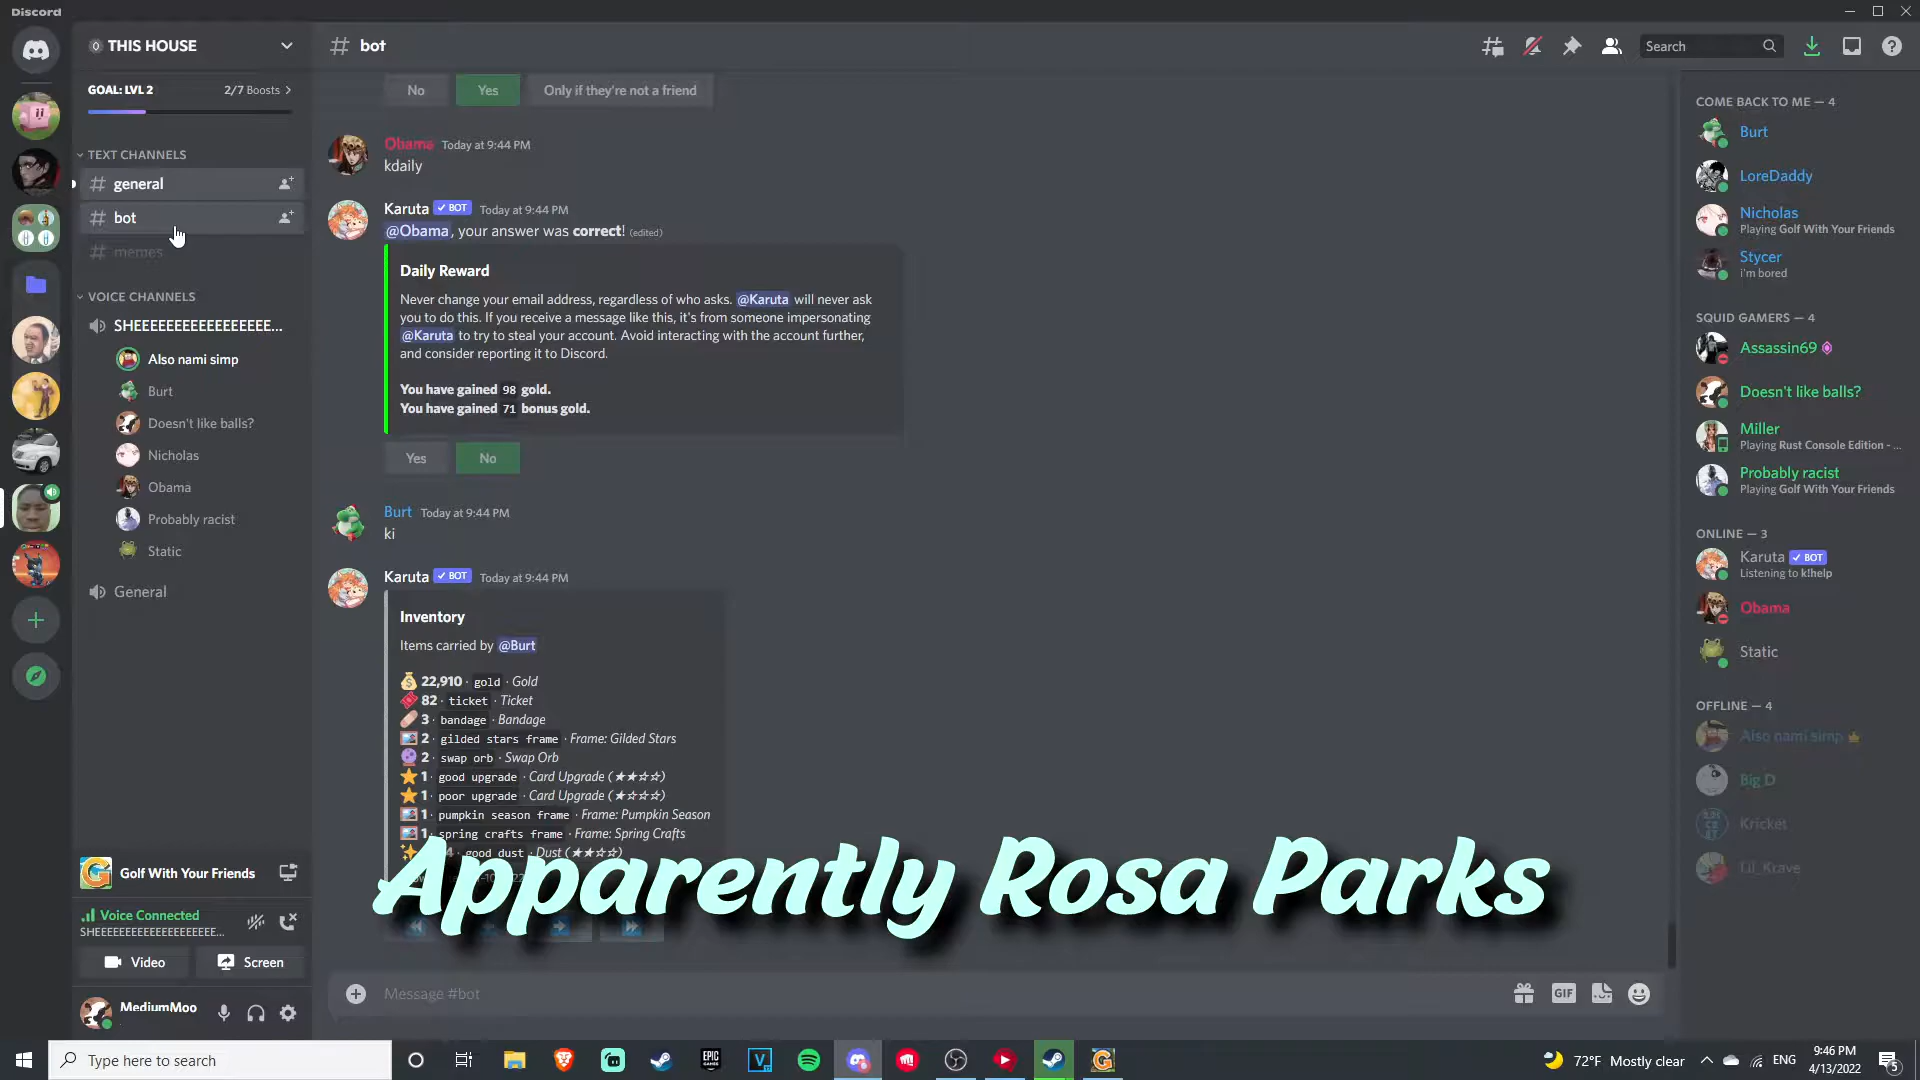 Discord
THIS HOUSE
GOAL: LVL 2
2/7 Boosts
TEXT CHANNELS
general
bot
memes
VOICE CHANNELS
SHEEEEEEEEEEEEEEEEE...
Also nami simp
Burt
Doesn't like balls?
Nicholas
Obama
Probably racist
Static
General
Golf With Your Friends
Voice Connected
SHEEEEEEEEEEEEEEEEEEE...
Video
Screen
MediumMoo
bot
Search
No
Yes
Only if they're not a friend
Obama Today at 9:44 PM
kdaily
Karuta ✓ BOT Today at 9:44 PM
@Obama, your answer was correct! (edited)
Daily Reward
Never change your email address, regardless of who asks. @Karuta will never ask
you to do this. If you receive a message like this, it's from someone impersonating
@Karuta to try to steal your account. Avoid interacting with the account further,
and consider reporting it to Discord.
You have gained 98 gold.
You have gained 71 bonus gold.
Yes
No
Burt Today at 9:44 PM
ki
Karuta ✓ BOT Today at 9:44 PM
Inventory
Items carried by @Burt
22,910 · gold · Gold
82 · ticket · Ticket
3 · bandage · Bandage
2 · gilded stars frame · Frame: Gilded Stars
2 · swap orb · Swap Orb
1 · good upgrade · Card Upgrade (★★☆☆)
1 · poor upgrade · Card Upgrade (★☆☆☆)
1 · pumpkin season frame · Frame: Pumpkin Season
1 · spring crafts frame · Frame: Spring Crafts
good dust · Dust (★★☆☆)
Apparently Rosa Parks
Message #bot
GIF
COME BACK TO ME — 4
Burt
LoreDaddy
Nicholas
Playing Golf With Your Friends
Stycer
i'm bored
SQUID GAMERS — 4
Assassin69
Doesn't like balls?
Miller
Playing Rust Console Edition - ...
Probably racist
Playing Golf With Your Friends
ONLINE — 3
Karuta ✓ BOT
Listening to k!help
Obama
Static
OFFLINE — 4
Also nami simp
Big D
Kricket
Lil_Krave
Type here to search
EPIC
72°F Mostly clear
ENG
9:46 PM
4/13/2022
5